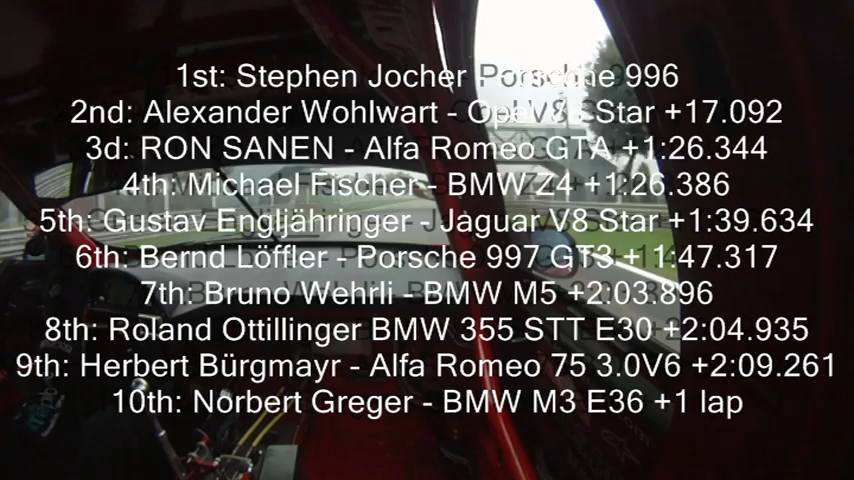 1st: Stephen Jocher Porsche 996
2nd: Alexander Wohlwart - Opel V8 Star +17.092
3d: RON SANEN - Alfa Romeo GTA +1:26.344
4th: Michael Fischer - BMW Z4 +1:26.386
5th: Gustav Engljähringer - Jaguar V8 Star +1:39.634
6th: Bernd Löffler - Porsche 997 GT3 + 1:47.317
7th: Bruno Wehrli - BMW M5 +2:03.896
8th: Roland Ottillinger BMW 355 STT E30 +2:04.935
9th: Herbert Bürgmayr - Alfa Romeo 75 3.0V6 +2:09.261
10th: Norbert Greger - BMW M3 E36 +1 lap